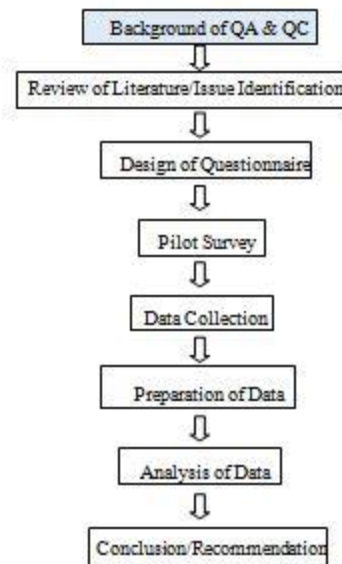 Background of QA & QC
Review of Literature/Issue Identification
Design of Questionnaire
Pilot Survey
Data Collection
Preparation of Data
Analysis of Data
Conclusion/Recommendation